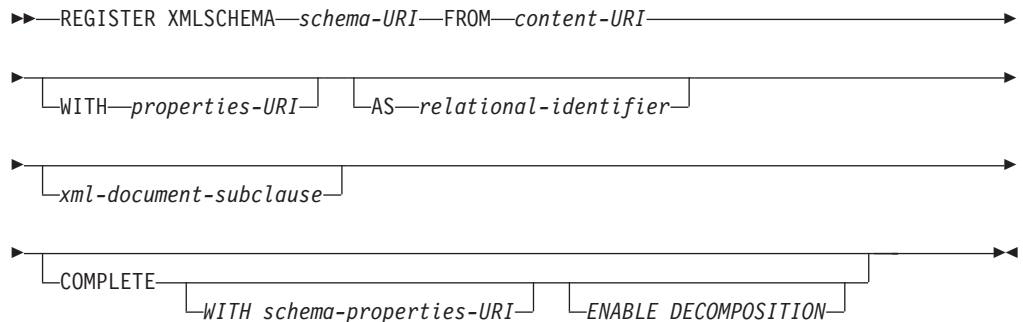 REGISTER XMLSCHEMA schema-URI FROM content-URI
WITH properties-URI AS relational-identifier
xml-document-subclause
COMPLETE
WITH schema-properties-URI ENABLE DECOMPOSITION